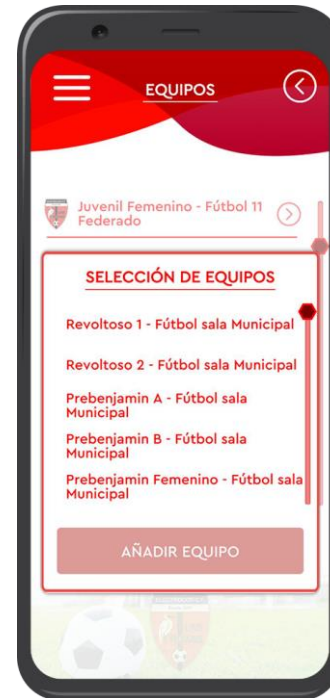 EQUIPOS
Juvenil Femenino - Fútbol 11
Federado
SELECCIÓN DE EQUIPOS
Revoltoso 1 - Fútbol sala Municipal
Revoltoso 2 - Fútbol sala Municipal
Prebenjamin A - Fútbol sala
Municipal
Prebenjamin B - Fútbol sala
Municipal
Prebenjamin Femenino - Fútbol sala
Municipal
AÑADIR EQUIPO